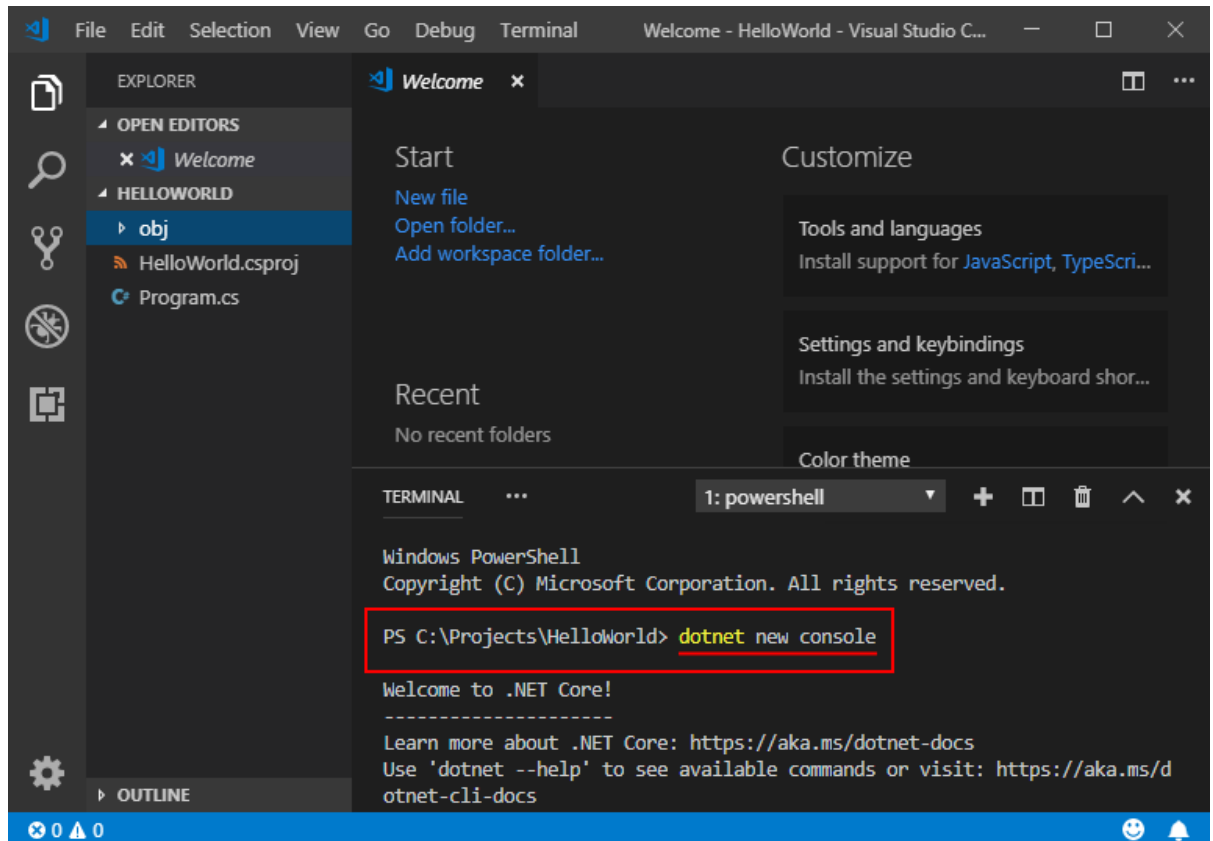 File Edit Selection View Go Debug Terminal Welcome - HelloWorld - Visual Studio C...
EXPLORER
OPEN EDITORS
Welcome
HELLOWORLD
obj
HelloWorld.csproj
Program.cs
OUTLINE
Welcome
Start
New file
Open folder...
Add workspace folder...
Recent
No recent folders
Customize
Tools and languages
Install support for JavaScript, TypeScri...
Settings and keybindings
Install the settings and keyboard shor...
Color theme
TERMINAL ... 1: powershell
Windows PowerShell
Copyright (C) Microsoft Corporation. All rights reserved.
PS C:\Projects\HelloWorld> dotnet new console
Welcome to .NET Core!
---------------------
Learn more about .NET Core: https://aka.ms/dotnet-docs
Use 'dotnet --help' to see available commands or visit: https://aka.ms/d
otnet-cli-docs
0 0